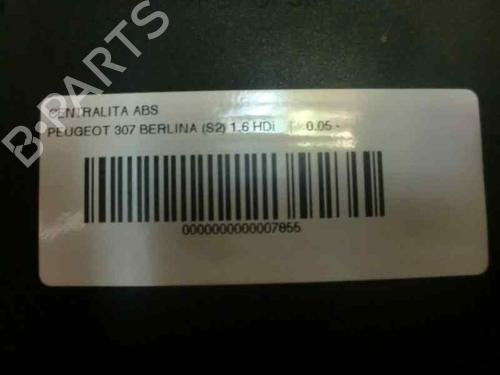 CENTRALITA ABS
PEUGEOT 307 BERLINA (S2) 1.6 HDi | 0.05 -
0000000000007855
B-PARTS